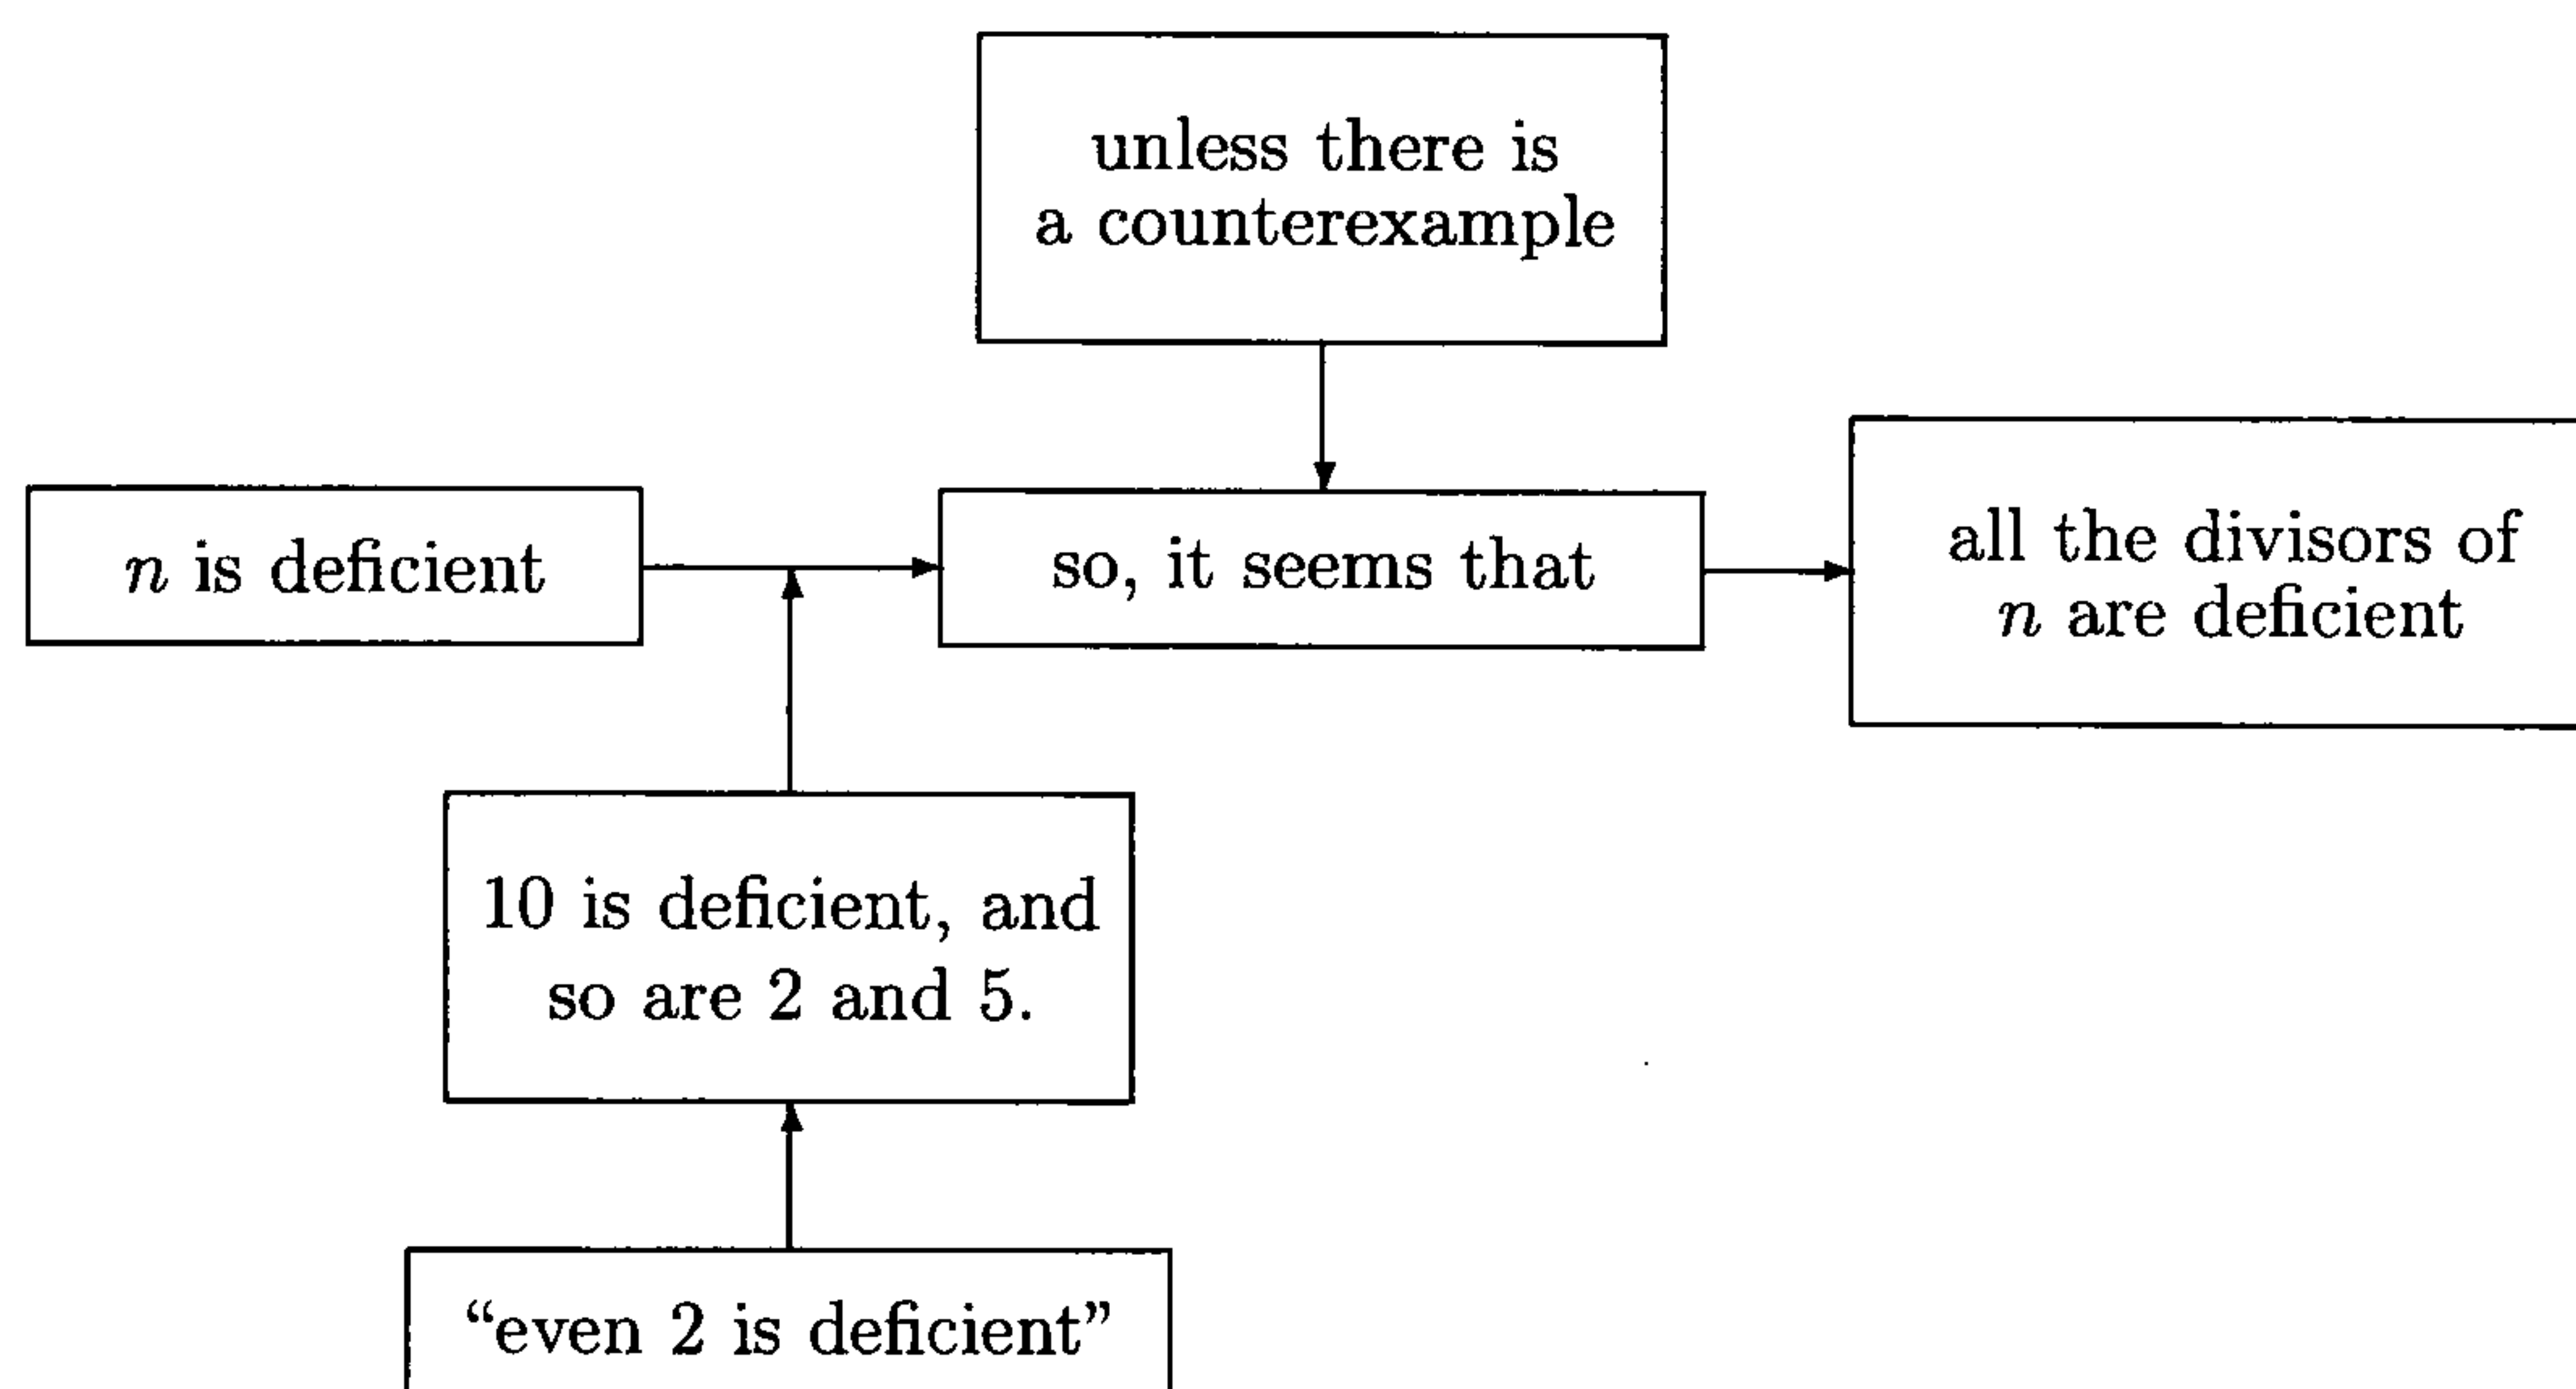 unless there is
a counterexample
n is deficient
so, it seems that
all the divisors of
n are deficient
10 is deficient, and
so are 2 and 5.
“even 2 is deficient”